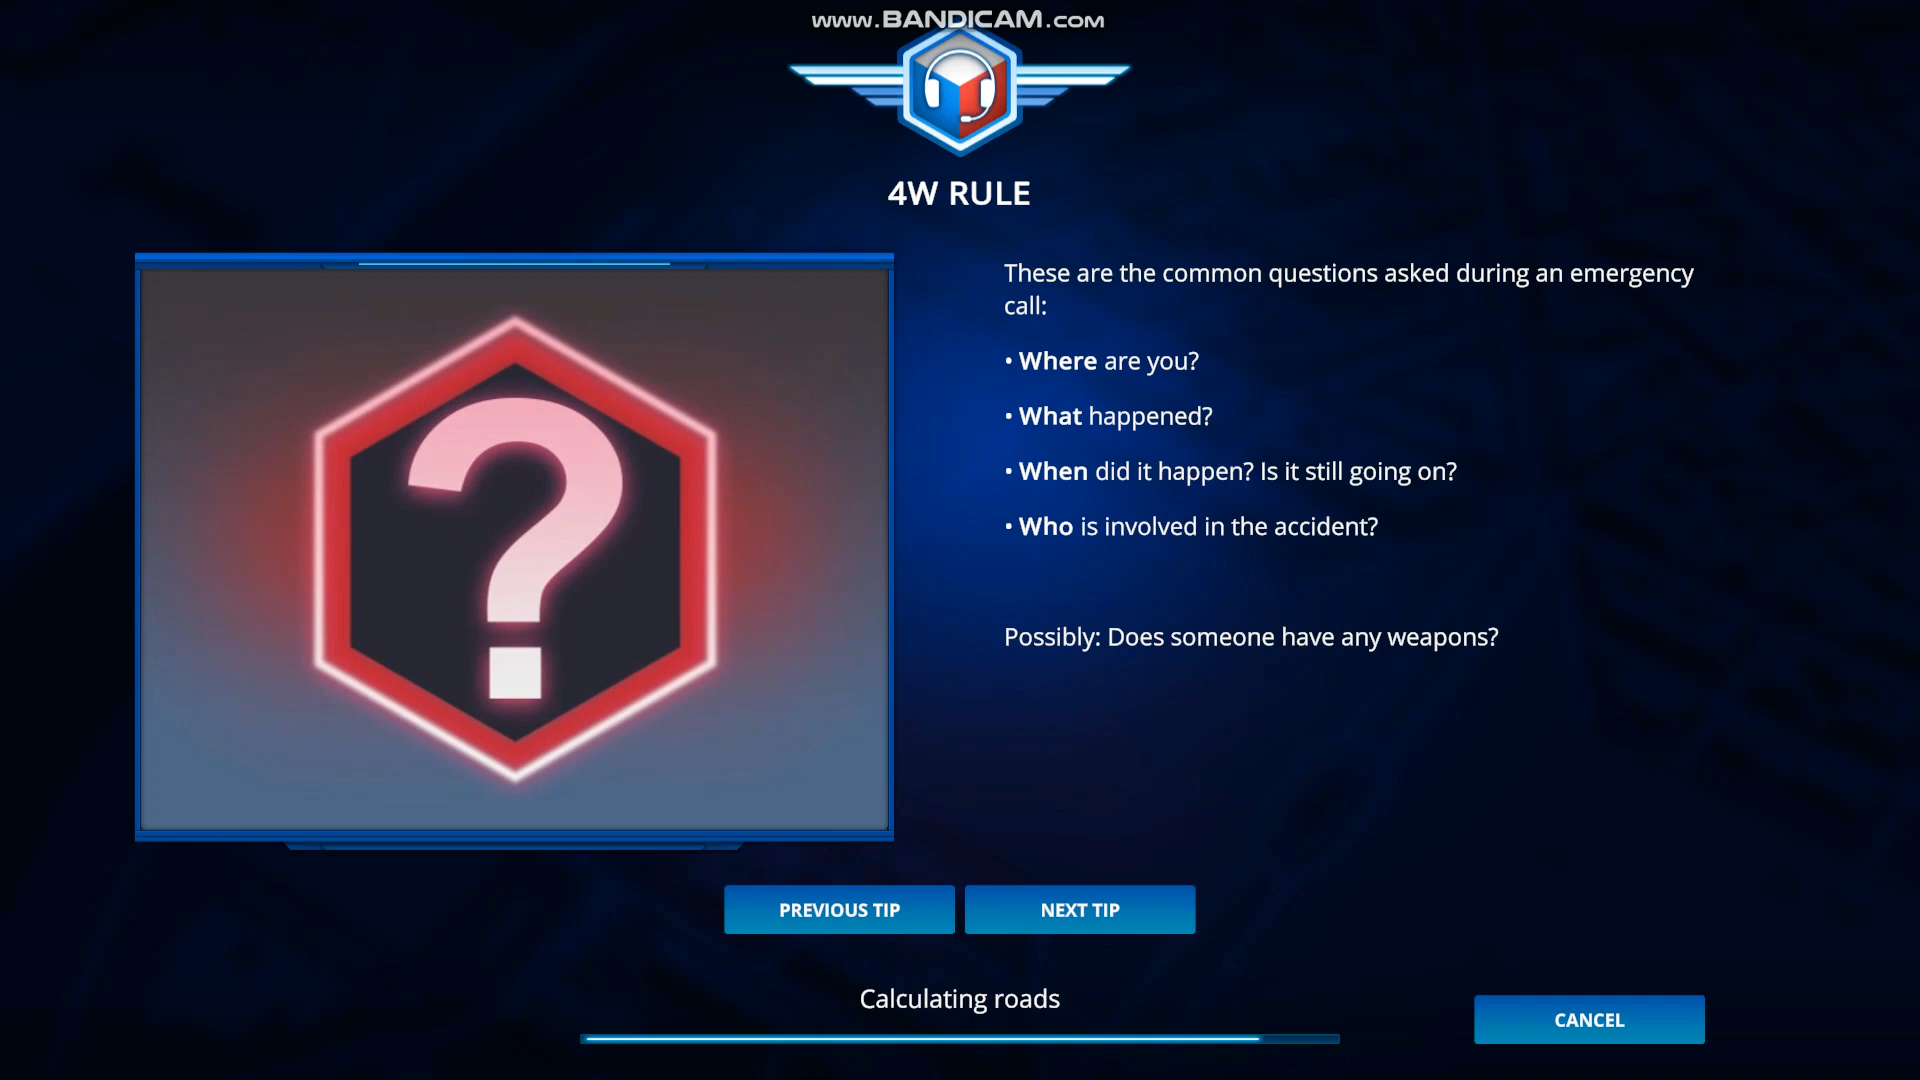 www.BANDICAM.com
4W RULE
These are the common questions asked during an emergency
call:
• Where are you?
• What happened?
• When did it happen? Is it still going on?
• Who is involved in the accident?
Possibly: Does someone have any weapons?
PREVIOUS TIP
NEXT TIP
Calculating roads
CANCEL